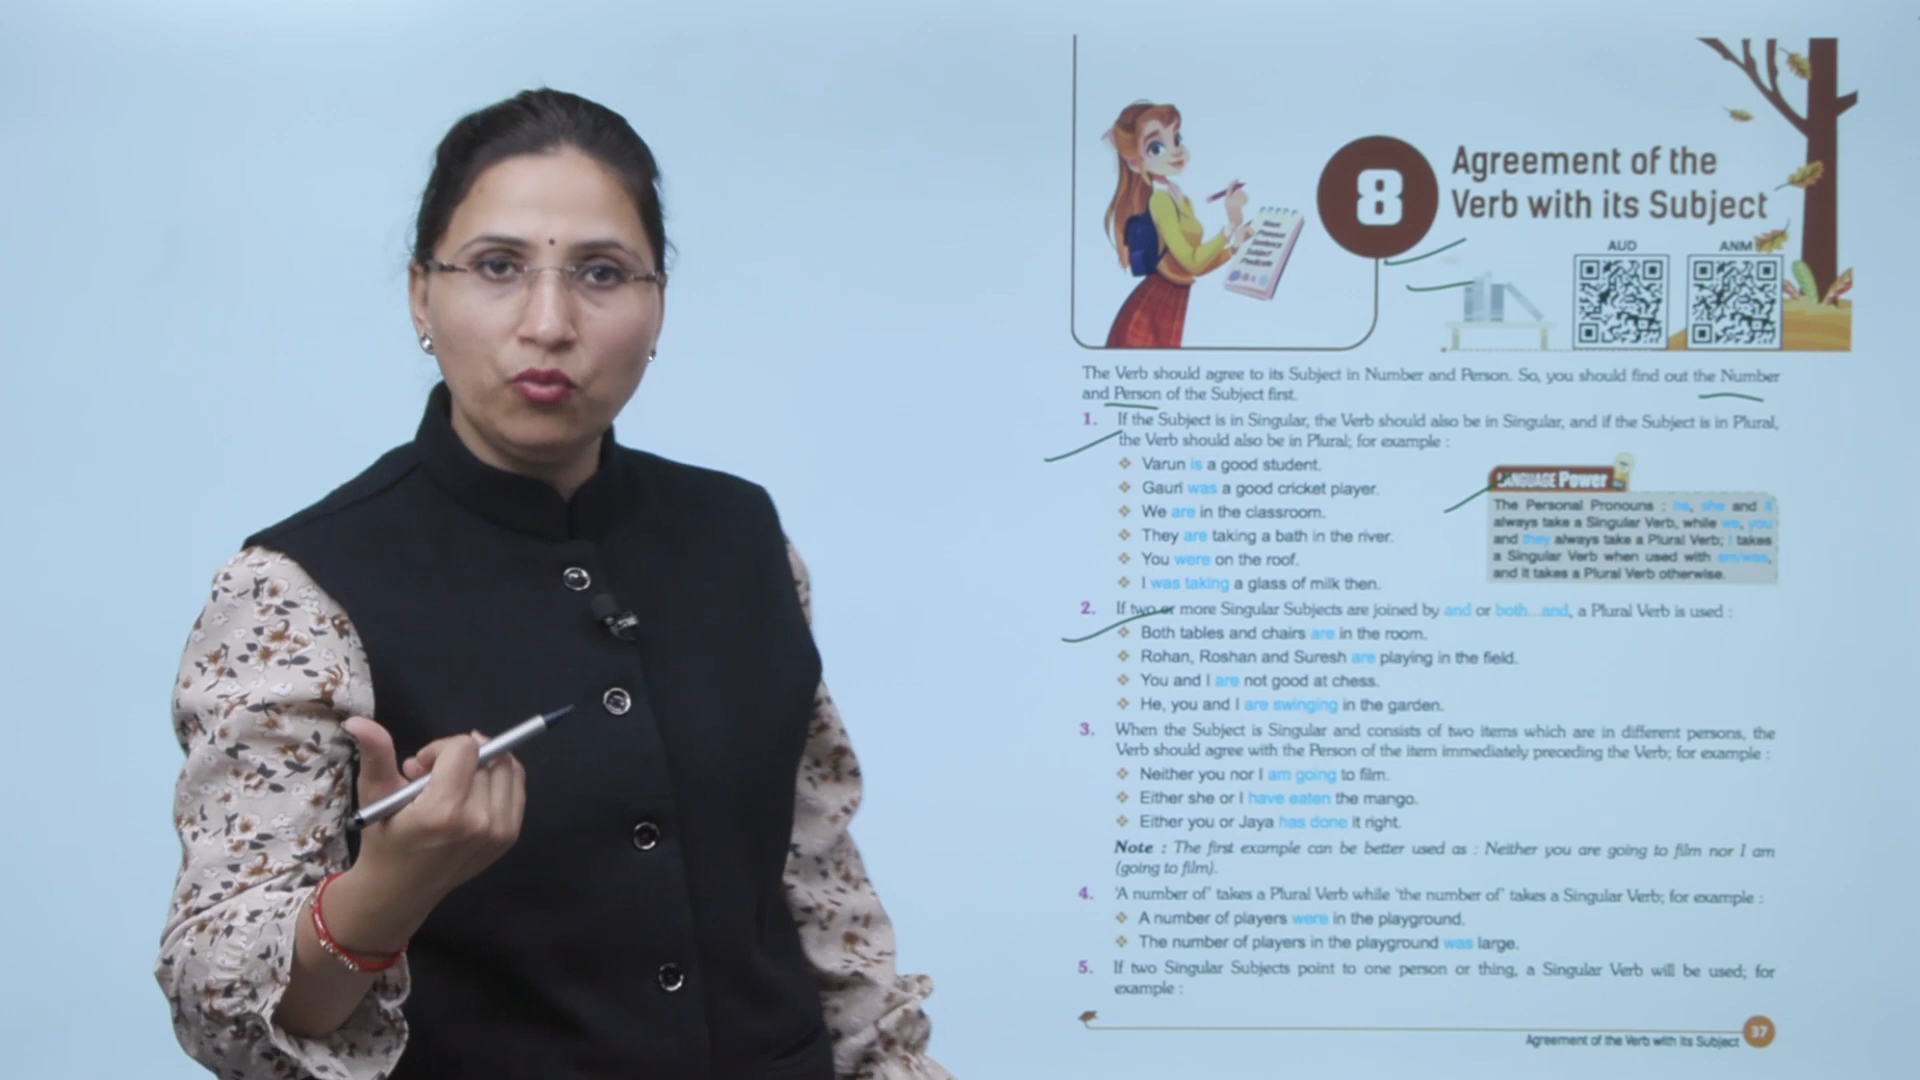 8
Agreement of the
Verb with its Subject
AUD
ANM
The Verb should agree to its Subject in Number and Person. So, you should find out the Number
and Person of the Subject first.
1. If the Subject is in Singular, the Verb should also be in Singular, and if the Subject is in Plural,
the Verb should also be in Plural; for example :
❖ Varun is a good student.
❖ Gauri was a good cricket player.
❖ We are in the classroom.
❖ They are taking a bath in the river.
❖ You were on the roof.
❖ I was taking a glass of milk then.
LANGUAGE Power
The Personal Pronouns : he, she and it
always take a Singular Verb, while we, you
and they always take a Plural Verb; I takes
a Singular Verb when used with am/was,
and it takes a Plural Verb otherwise.
2. If two or more Singular Subjects are joined by and or both...and, a Plural Verb is used :
❖ Both tables and chairs are in the room.
❖ Rohan, Roshan and Suresh are playing in the field.
❖ You and I are not good at chess.
❖ He, you and I are swinging in the garden.
3. When the Subject is Singular and consists of two items which are in different persons, the
Verb should agree with the Person of the item immediately preceding the Verb; for example :
❖ Neither you nor I am going to film.
❖ Either she or I have eaten the mango.
❖ Either you or Jaya has done it right.
Note : The first example can be better used as : Neither you are going to film nor I am
(going to film).
4. 'A number of' takes a Plural Verb while 'the number of' takes a Singular Verb; for example :
❖ A number of players were in the playground.
❖ The number of players in the playground was large.
5. If two Singular Subjects point to one person or thing, a Singular Verb will be used; for
example :
Agreement of the Verb with its Subject 37